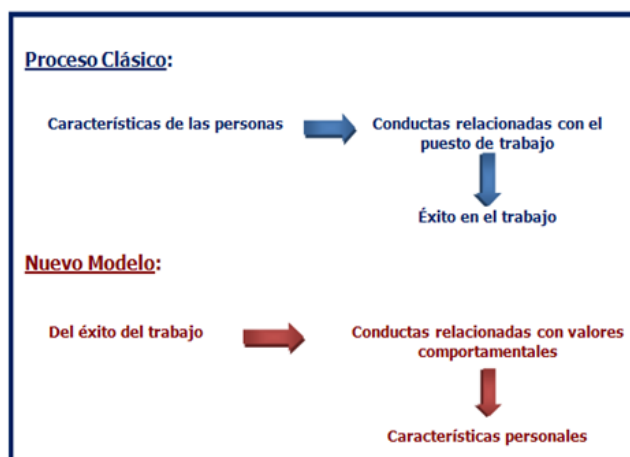 Proceso Clásico:
Características de las personas
Conductas relacionadas con el
puesto de trabajo
Éxito en el trabajo
Nuevo Modelo:
Del éxito del trabajo
Conductas relacionadas con valores
comportamentales
Características personales